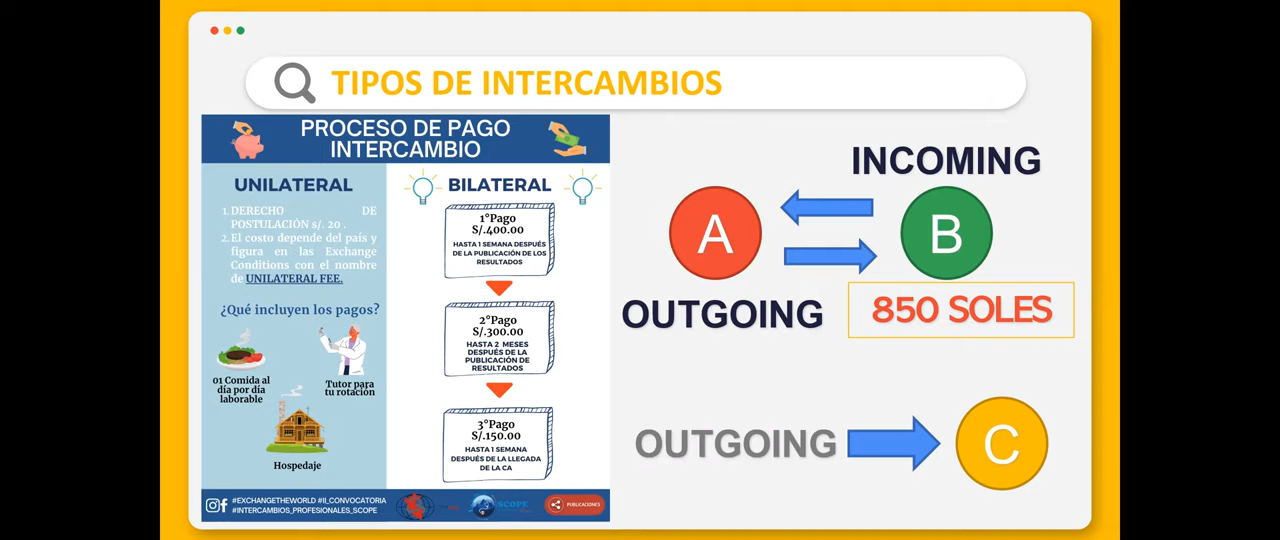 TIPOS DE INTERCAMBIOS
PROCESO DE PAGO
INTERCAMBIO
UNILATERAL
1. DERECHO DE
POSTULACIÓN s/. 20 .
2. El costo depende del país y
figura en las Exchange
Conditions con el nombre
de UNILATERAL FEE.
¿Qué incluyen los pagos?
01 Comida al
día por día
laborable
Tutor para
tu rotación
Hospedaje
BILATERAL
1°Pago
S/.400.00
HASTA 1 SEMANA DESPUÉS
DE LA PUBLICACIÓN DE LOS
RESULTADOS
2°Pago
S/.300.00
HASTA 2 MESES
DESPUÉS DE LA
PUBLICACIÓN DE
RESULTADOS
3°Pago
S/.150.00
HASTA 1 SEMANA
DESPUÉS DE LA LLEGADA
DE LA CA
#EXCHANGETHEWORLD #II_CONVOCATORIA
#INTERCAMBIOS_PROFESIONALES_SCOPE
SCOPE
PUBLICACIONES
INCOMING
A
B
OUTGOING
850 SOLES
OUTGOING
C